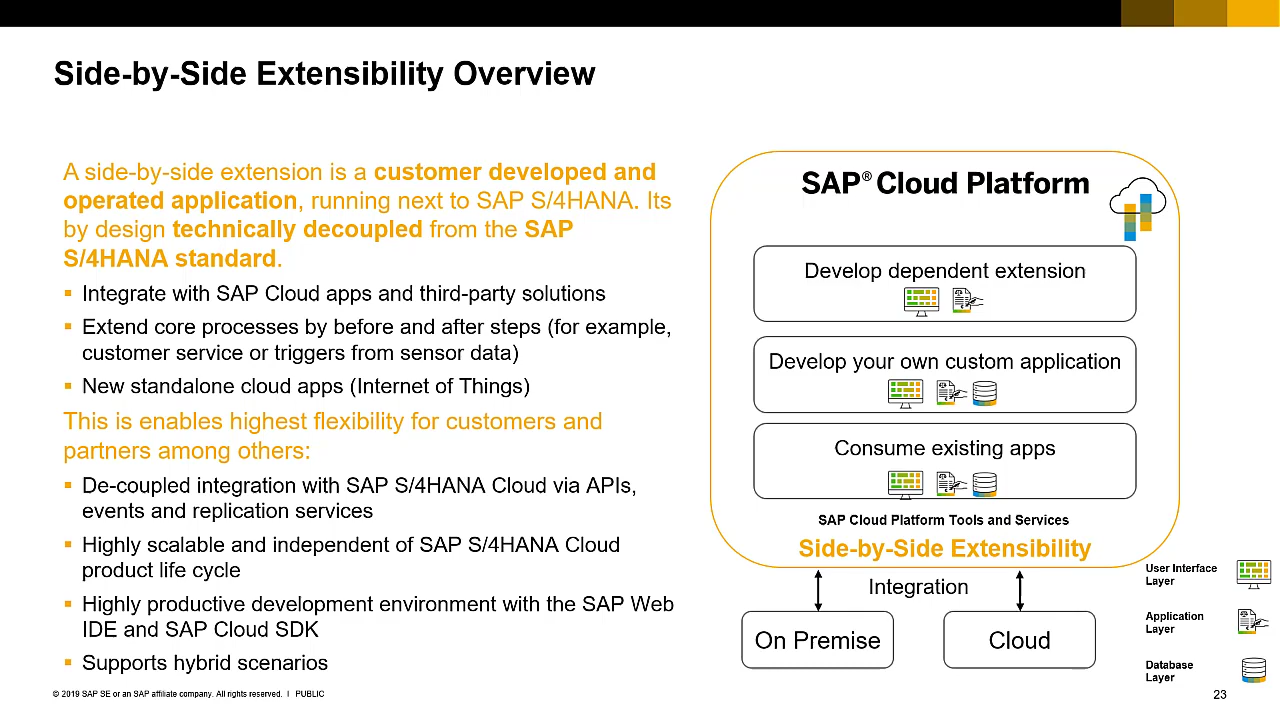 Side-by-Side Extensibility Overview
A side-by-side extension is a customer developed and
operated application, running next to SAP S/4HANA. Its
by design technically decoupled from the SAP
S/4HANA standard.
▪ Integrate with SAP Cloud apps and third-party solutions
▪ Extend core processes by before and after steps (for example,
customer service or triggers from sensor data)
▪ New standalone cloud apps (Internet of Things)
This is enables highest flexibility for customers and
partners among others:
▪ De-coupled integration with SAP S/4HANA Cloud via APIs,
events and replication services
▪ Highly scalable and independent of SAP S/4HANA Cloud
product life cycle
▪ Highly productive development environment with the SAP Web
IDE and SAP Cloud SDK
▪ Supports hybrid scenarios
SAP® Cloud Platform
Develop dependent extension
Develop your own custom application
Consume existing apps
SAP Cloud Platform Tools and Services
Side-by-Side Extensibility
Integration
On Premise
Cloud
User Interface
Layer
Application
Layer
Database
Layer
© 2019 SAP SE or an SAP affiliate company. All rights reserved. I PUBLIC
23